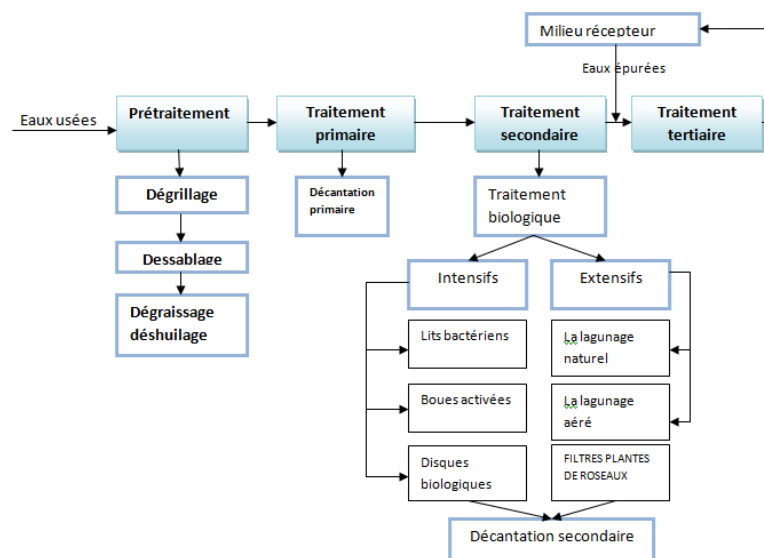 Milieu récepteur
Eaux épurées
Eaux usées
Prétraitement
Traitement
primaire
Traitement
secondaire
Traitement
tertiaire
Dégrillage
Dessablage
Dégraissage
déshuilage
Décantation
primaire
Traitement
biologique
Intensifs
Extensifs
Lits bactériens
Boues activées
Disques
biologiques
La lagunage
naturel
La lagunage
aéré
FILTRES PLANTES
DE ROSEAUX
Décantation secondaire